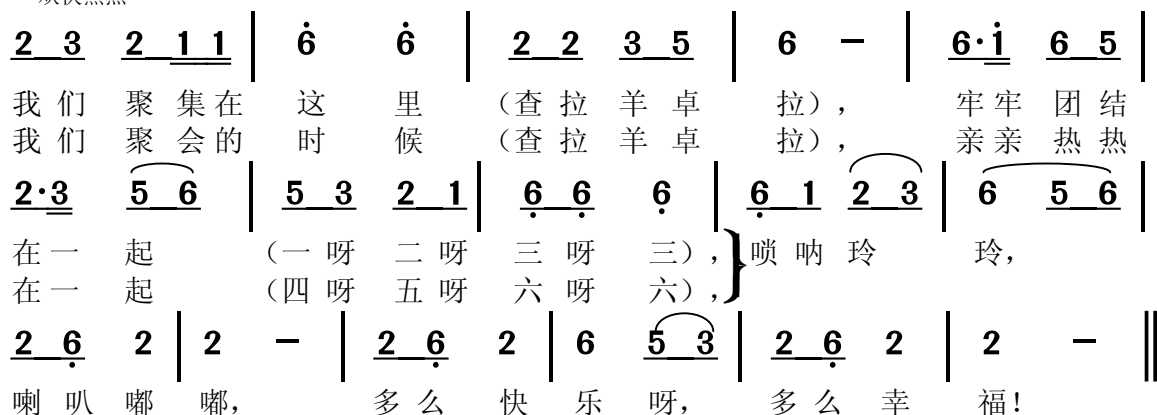 2 3 2 1 1 | 6̇ 6̇ | 2 2 3 5 | 6 － | 6·1̇ 6 5 |
我们 聚集在 这 里 （查拉 羊卓 拉）， 牢牢 团结
我们 聚会的 时 候 （查拉 羊卓 拉）， 亲亲 热热
2·3 5 6 | 5 3 2 1 | 6̣ 6̣ 6̣ | 6̣ 1 2 3 | 6 5 6 |
在一 起 （一呀 二呀 三呀 三）， 唢呐 玲 玲，
在一 起 （四呀 五呀 六呀 六），
2 6̣ 2 | 2 － | 2 6̣ 2 | 6 5 3 | 2 6̣ 2 | 2 － ‖
喇叭 嘟 嘟， 多么 快 乐 呀， 多么 幸 福！